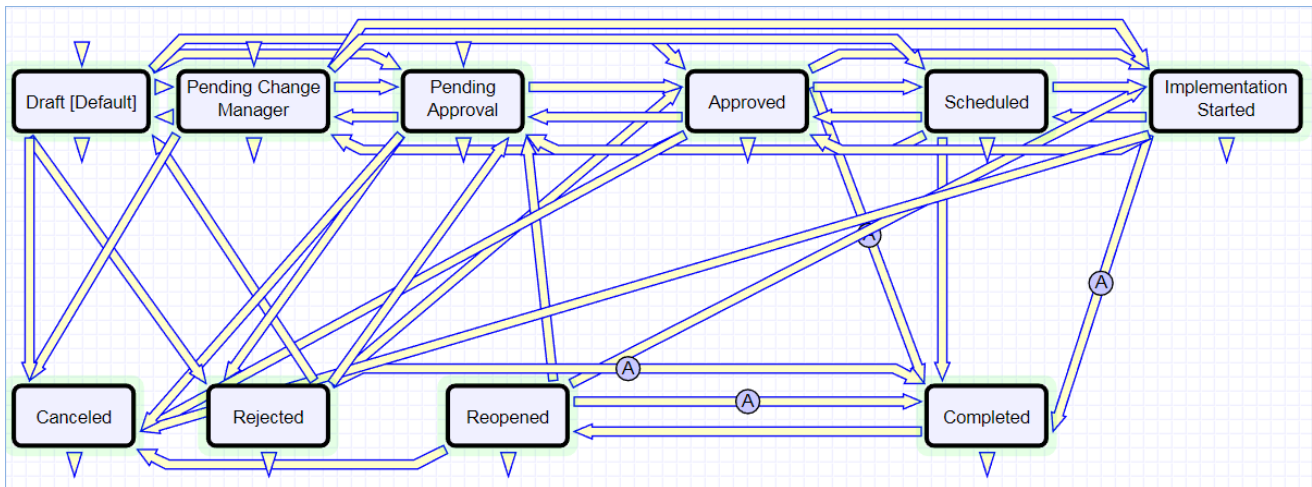 Draft [Default]
Pending Change
Manager
Pending
Approval
Approved
Scheduled
Implementation
Started
A
A
A
A
Canceled
Rejected
Reopened
Completed